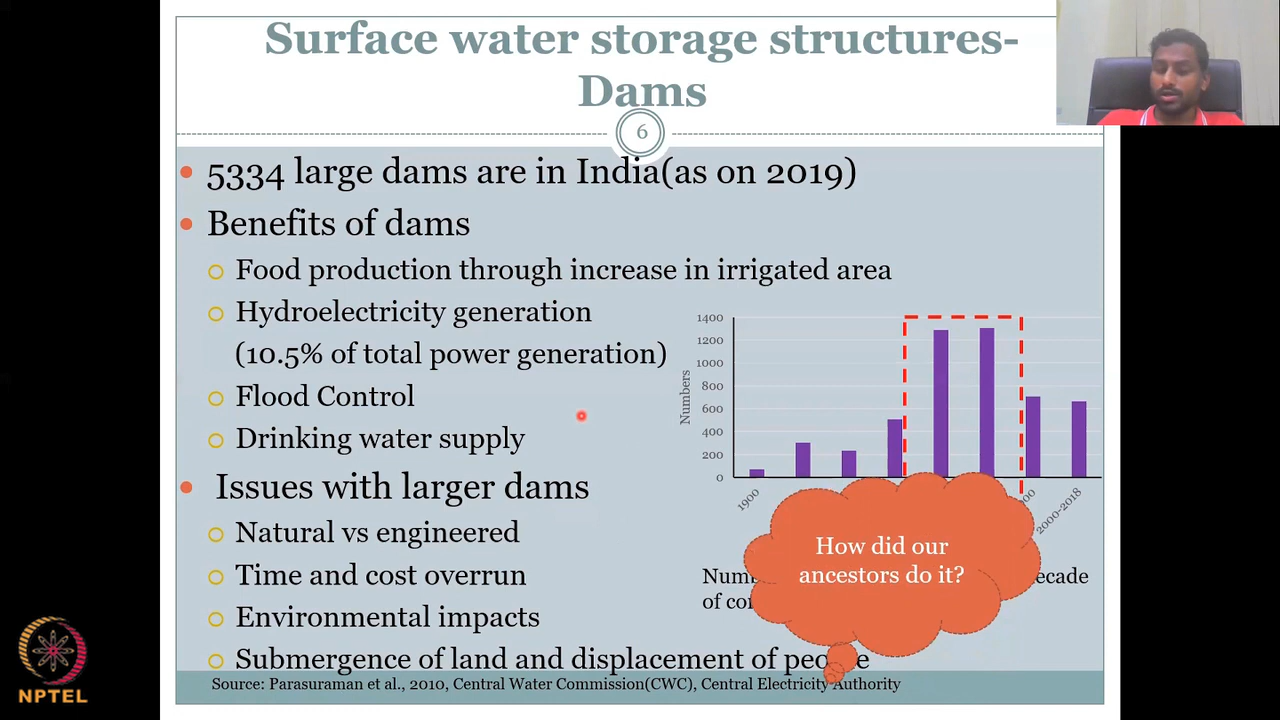 Surface water storage structures-
Dams
6
5334 large dams are in India(as on 2019)
Benefits of dams
Food production through increase in irrigated area
Hydroelectricity generation
(10.5% of total power generation)
Flood Control
Drinking water supply
Issues with larger dams
Natural vs engineered
Time and cost overrun
Environmental impacts
Submergence of land and displacement of
Source: Parasuraman et al., 2010, Central Water Commission(CWC), Central Electricity Authority
Numbers
1400
1200
1000
800
600
400
200
0
1900
2000-2018
How did our
ancestors do it?
of
NPTEL